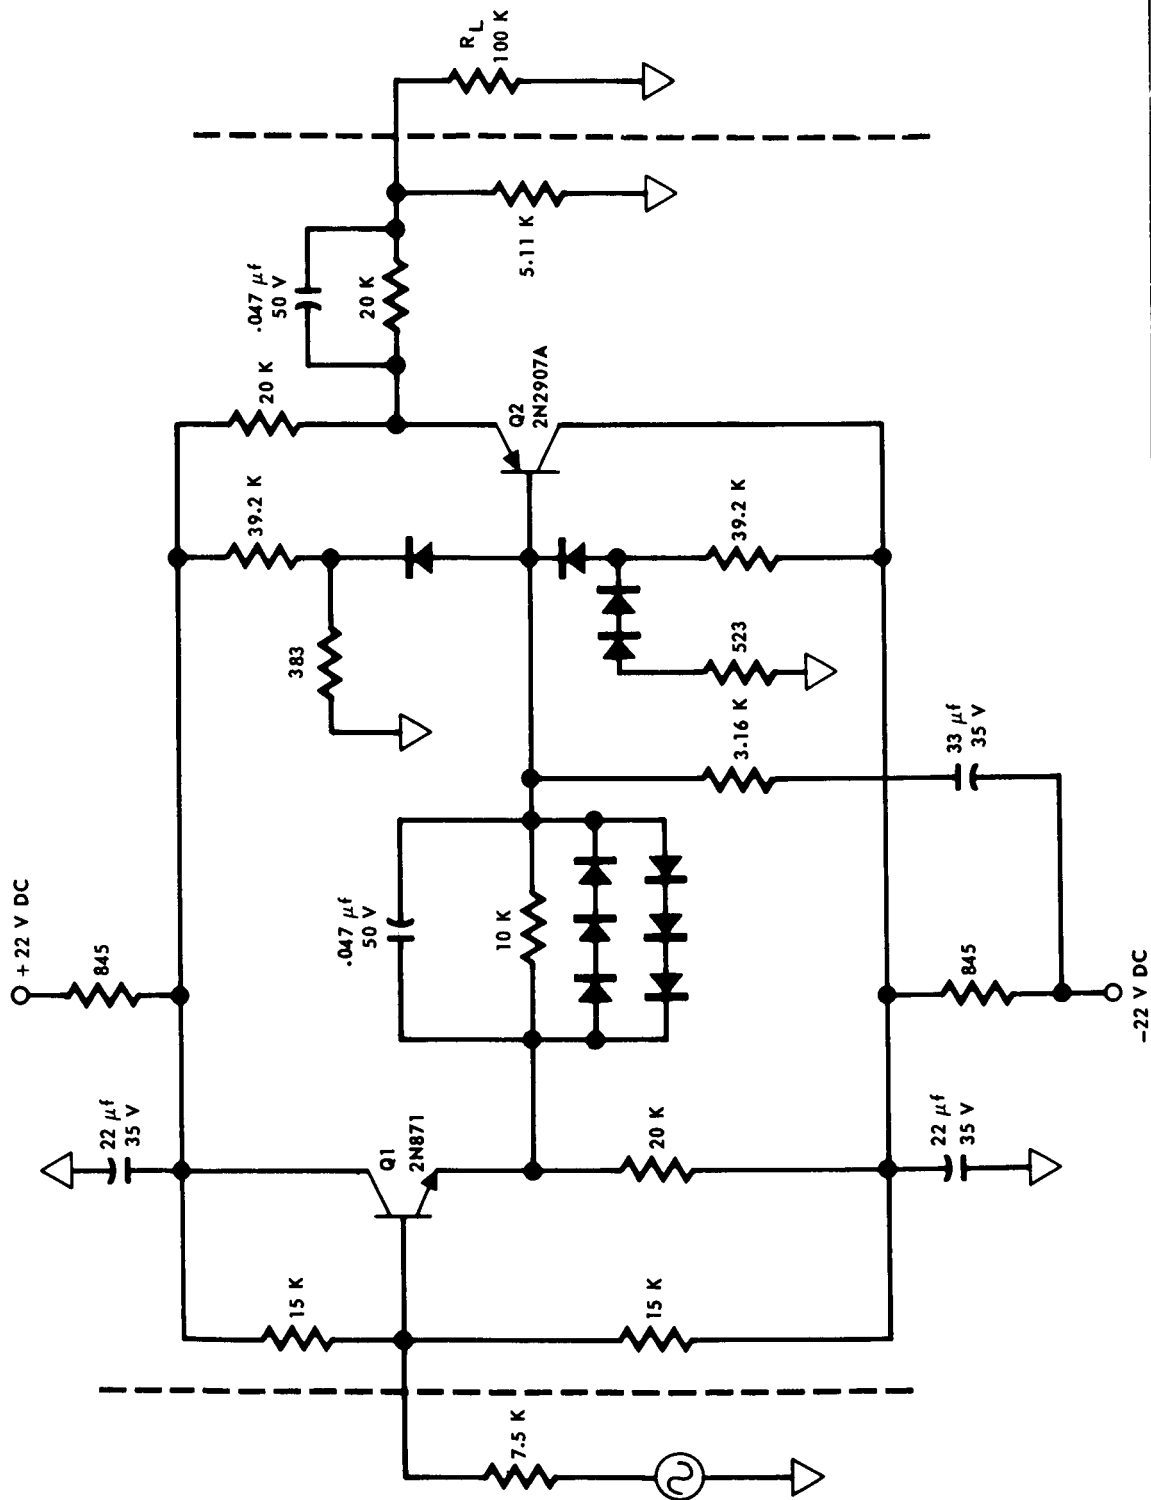 R L
100 K
.047 µf
50 V
20 K
5.11 K
20 K
Q2
2N2907A
39.2 K
39.2 K
383
523
3.16 K
33 µf
35 V
+ 22 V DC
845
.047 µf
50 V
10 K
845
−22 V DC
22 µf
35 V
Q1
2N871
20 K
22 µf
35 V
15 K
15 K
7.5 K